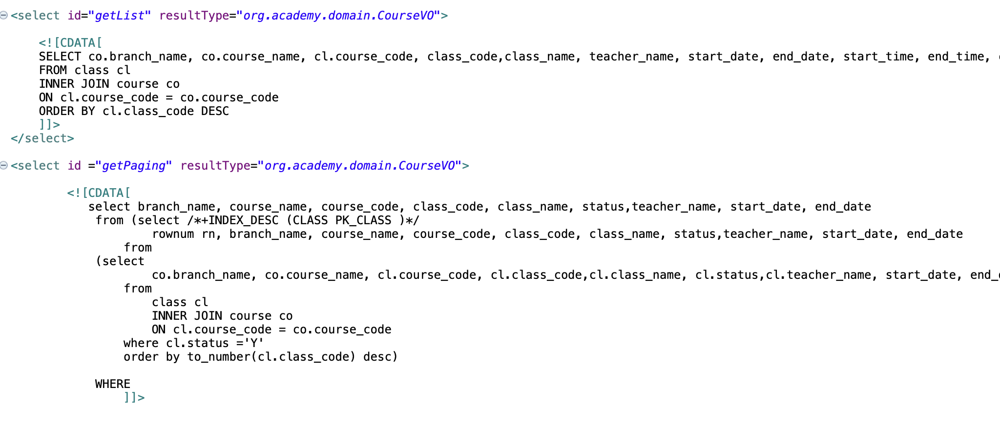 <select id="getList" resultType="org.academy.domain.CourseVO">
<![CDATA[
SELECT co.branch_name, co.course_name, cl.course_code, class_code,class_name, teacher_name, start_date, end_date, start_time, end_time,
FROM class cl
INNER JOIN course co
ON cl.course_code = co.course_code
ORDER BY cl.class_code DESC
]]>
</select>
<select id ="getPaging" resultType="org.academy.domain.CourseVO">
<![CDATA[
select branch_name, course_name, course_code, class_code, class_name, status,teacher_name, start_date, end_date
from (select /*+INDEX_DESC (CLASS PK_CLASS )*/
rownum rn, branch_name, course_name, course_code, class_code, class_name, status,teacher_name, start_date, end_date
from
(select
co.branch_name, co.course_name, cl.course_code, cl.class_code,cl.class_name, cl.status,cl.teacher_name, start_date, end_
from
class cl
INNER JOIN course co
ON cl.course_code = co.course_code
where cl.status ='Y'
order by to_number(cl.class_code) desc)
WHERE
]]>